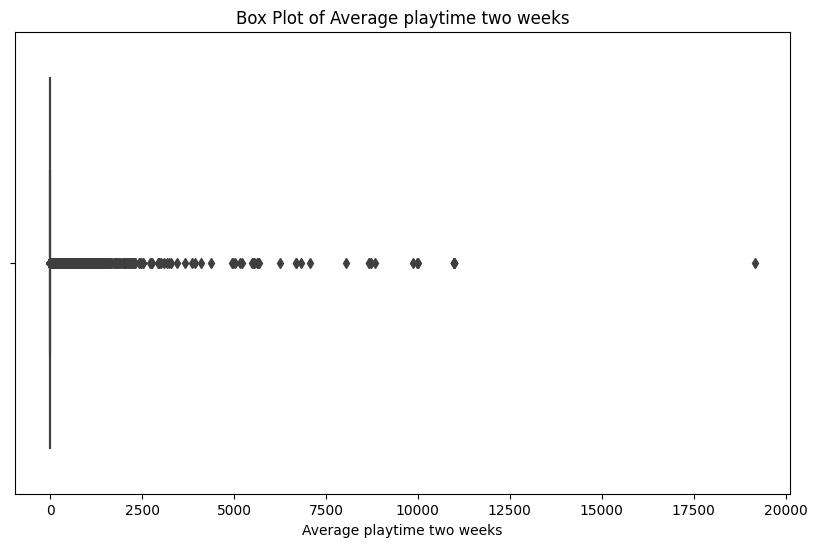 Box Plot of Average playtime two weeks
0 2500 5000 7500 10000 12500 15000 17500 20000
Average playtime two weeks